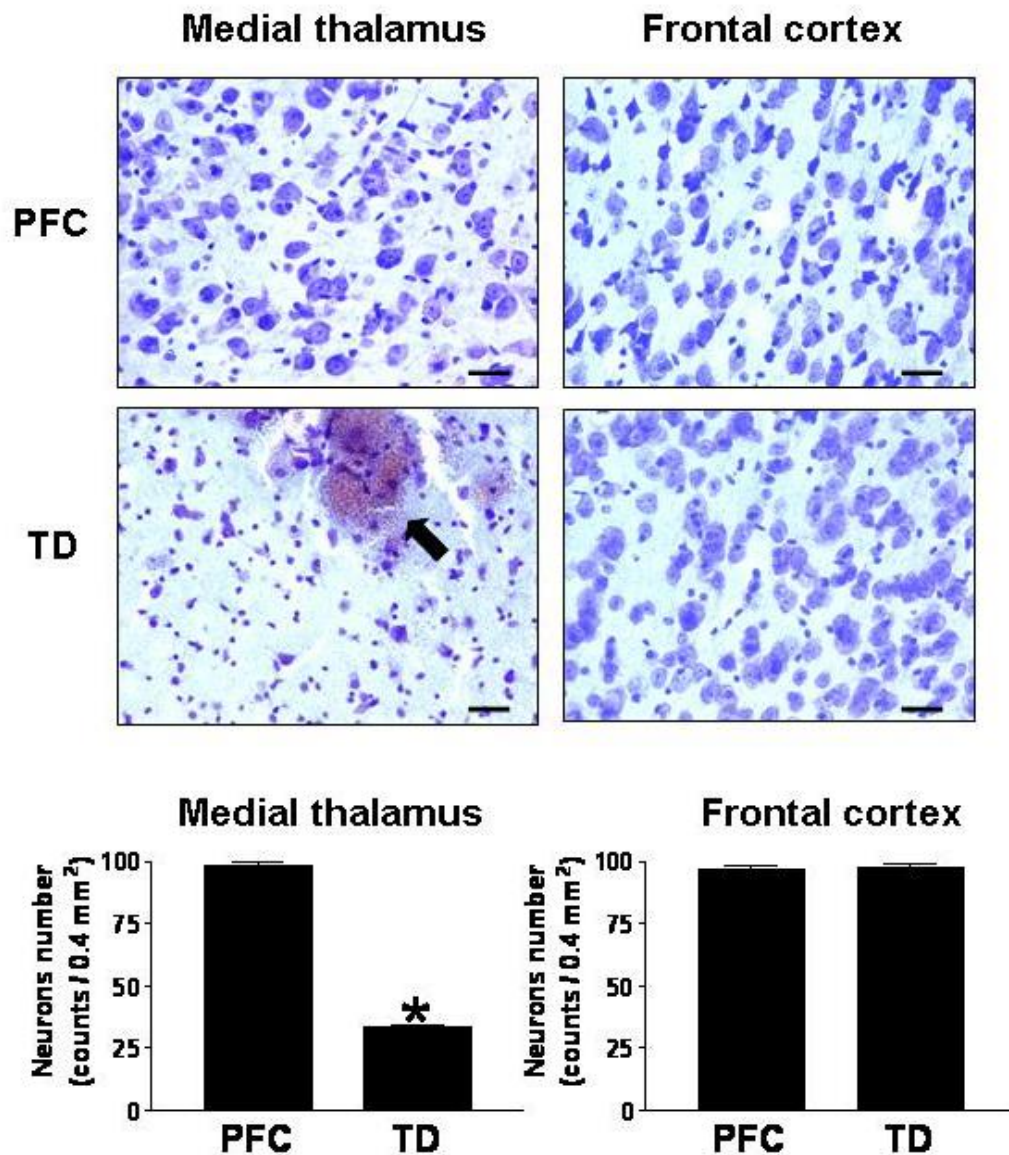 Medial thalamus Frontal cortex
PFC
TD
Medial thalamus Frontal cortex
Neurons number
(counts / 0.4 mm²)
100
75
50
25
0
*
PFC TD
Neurons number
(counts / 0.4 mm²)
100
75
50
25
0
PFC TD